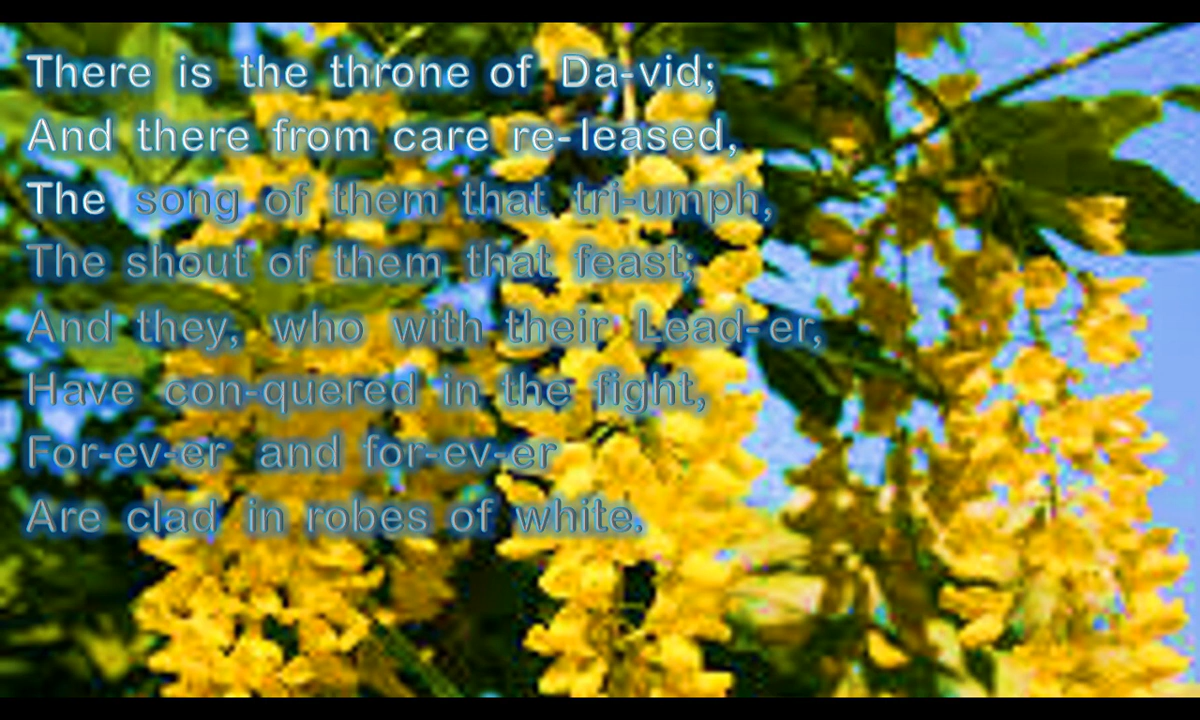 There is the throne of Da-vid;
And there from care re-leased,
The song of them that tri-umph,
The shout of them that feast;
And they, who with their Lead-er,
Have con-quered in the fight,
For-ev-er and for-ev-er
Are clad in robes of white.